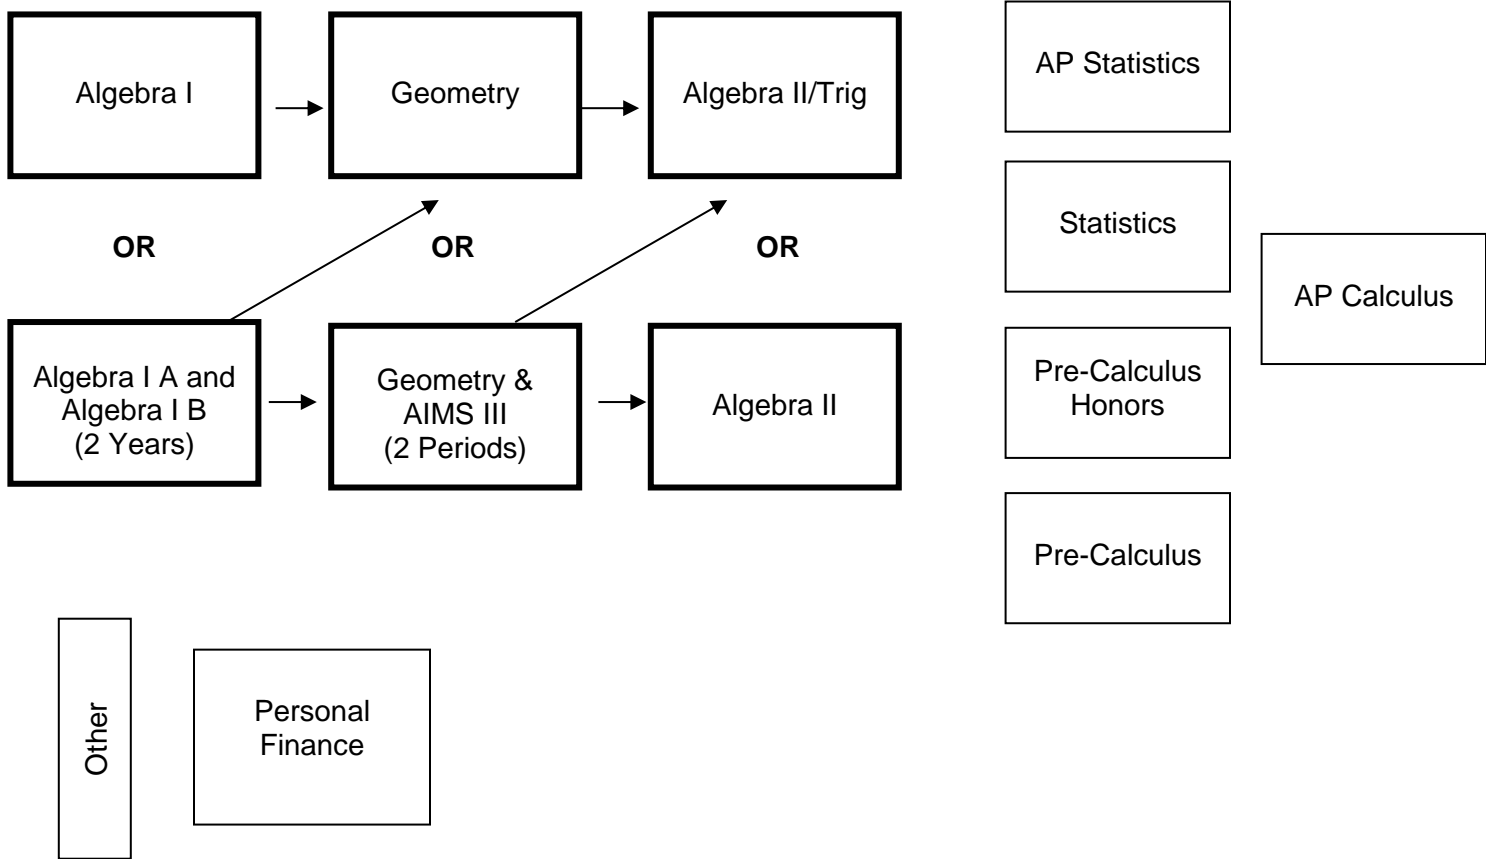 Algebra I
Geometry
Algebra II/Trig
AP Statistics
Statistics
OR
OR
OR
AP Calculus
Algebra I A and
Algebra I B
(2 Years)
Geometry &
AIMS III
(2 Periods)
Algebra II
Pre-Calculus
Honors
Pre-Calculus
Other
Personal
Finance